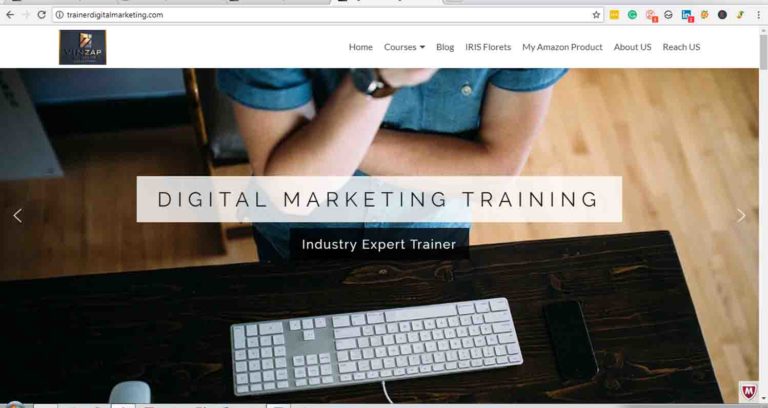 trainerdigitalmarketing.com
VINZAP
Home Courses Blog IRIS Florets My Amazon Product About US Reach US
DIGITAL MARKETING TRAINING
Industry Expert Trainer